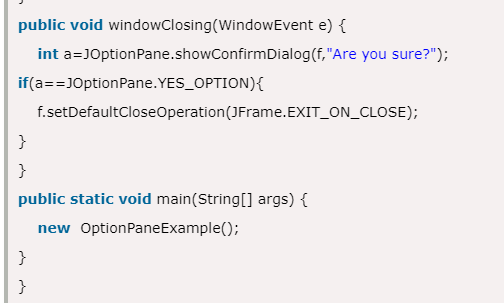 public void windowClosing(WindowEvent e) {
int a=JOptionPane.showConfirmDialog(f,"Are you sure?");
if(a==JOptionPane.YES_OPTION){
f.setDefaultCloseOperation(JFrame.EXIT_ON_CLOSE);
}
}
public static void main(String[] args) {
new  OptionPaneExample();
}
}